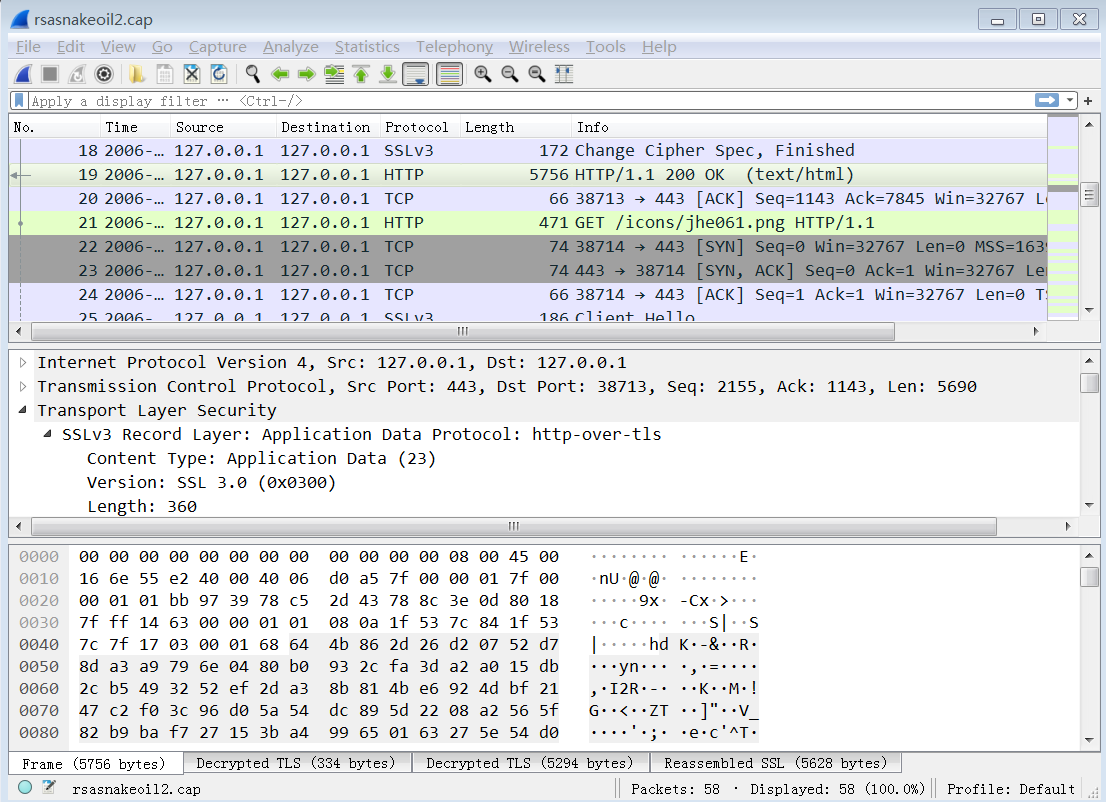 rsasnakeoil2.cap
File Edit View Go Capture Analyze Statistics Telephony Wireless Tools Help
Apply a display filter … <Ctrl-/>
No. Time Source Destination Protocol Length Info
18 2006-… 127.0.0.1 127.0.0.1 SSLv3 172 Change Cipher Spec, Finished
19 2006-… 127.0.0.1 127.0.0.1 HTTP 5756 HTTP/1.1 200 OK (text/html)
20 2006-… 127.0.0.1 127.0.0.1 TCP 66 38713 → 443 [ACK] Seq=1143 Ack=7845 Win=32767 L
21 2006-… 127.0.0.1 127.0.0.1 HTTP 471 GET /icons/jhe061.png HTTP/1.1
22 2006-… 127.0.0.1 127.0.0.1 TCP 74 38714 → 443 [SYN] Seq=0 Win=32767 Len=0 MSS=1639
23 2006-… 127.0.0.1 127.0.0.1 TCP 74 443 → 38714 [SYN, ACK] Seq=0 Ack=1 Win=32767 Le
24 2006-… 127.0.0.1 127.0.0.1 TCP 66 38714 → 443 [ACK] Seq=1 Ack=1 Win=32767 Len=0 TS
25 2006- 127.0.0.1 127.0.0.1 SSLv3 186 Client Hello
Internet Protocol Version 4, Src: 127.0.0.1, Dst: 127.0.0.1
Transmission Control Protocol, Src Port: 443, Dst Port: 38713, Seq: 2155, Ack: 1143, Len: 5690
Transport Layer Security
SSLv3 Record Layer: Application Data Protocol: http-over-tls
Content Type: Application Data (23)
Version: SSL 3.0 (0x0300)
Length: 360
0000 00 00 00 00 00 00 00 00 00 00 00 00 08 00 45 00 ········ ······E·
0010 16 6e 55 e2 40 00 40 06 d0 a5 7f 00 00 01 7f 00 ·nU·@·@· ········
0020 00 01 01 bb 97 39 78 c5 2d 43 78 8c 3e 0d 80 18 ·····9x· -Cx·>···
0030 7f ff 14 63 00 00 01 01 08 0a 1f 53 7c 84 1f 53 ···c···· ···S|··S
0040 7c 7f 17 03 00 01 68 64 4b 86 2d 26 d2 07 52 d7 |·····hd K·-&··R·
0050 8d a3 a9 79 6e 04 80 b0 93 2c fa 3d a2 a0 15 db ···yn··· ·,·=····
0060 2c b5 49 32 52 ef 2d a3 8b 81 4b e6 92 4d bf 21 ,·I2R·-· ··K··M·!
0070 47 c2 f0 3c 96 d0 5a 54 dc 89 5d 22 08 a2 56 5f G··<··ZT ··]"··V_
0080 82 b9 ba f7 27 15 3b a4 99 65 01 63 27 5e 54 d0 ····'·;· ·e·c'^T·
Frame (5756 bytes) Decrypted TLS (334 bytes) Decrypted TLS (5294 bytes) Reassembled SSL (5628 bytes)
rsasnakeoil2.cap Packets: 58 · Displayed: 58 (100.0%) Profile: Default